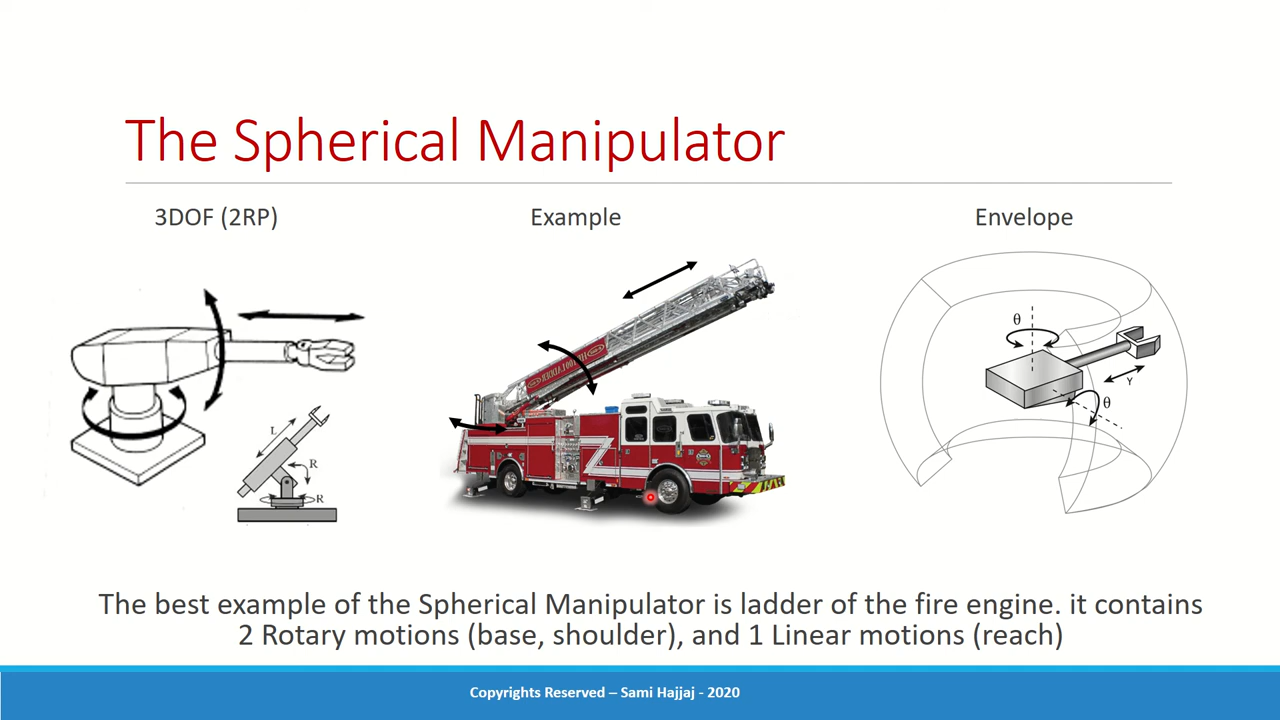 The Spherical Manipulator
3DOF (2RP)
Example
Envelope
L
R
R
θ
Y
θ
The best example of the Spherical Manipulator is ladder of the fire engine. it contains
2 Rotary motions (base, shoulder), and 1 Linear motions (reach)
Copyrights Reserved – Sami Hajjaj - 2020